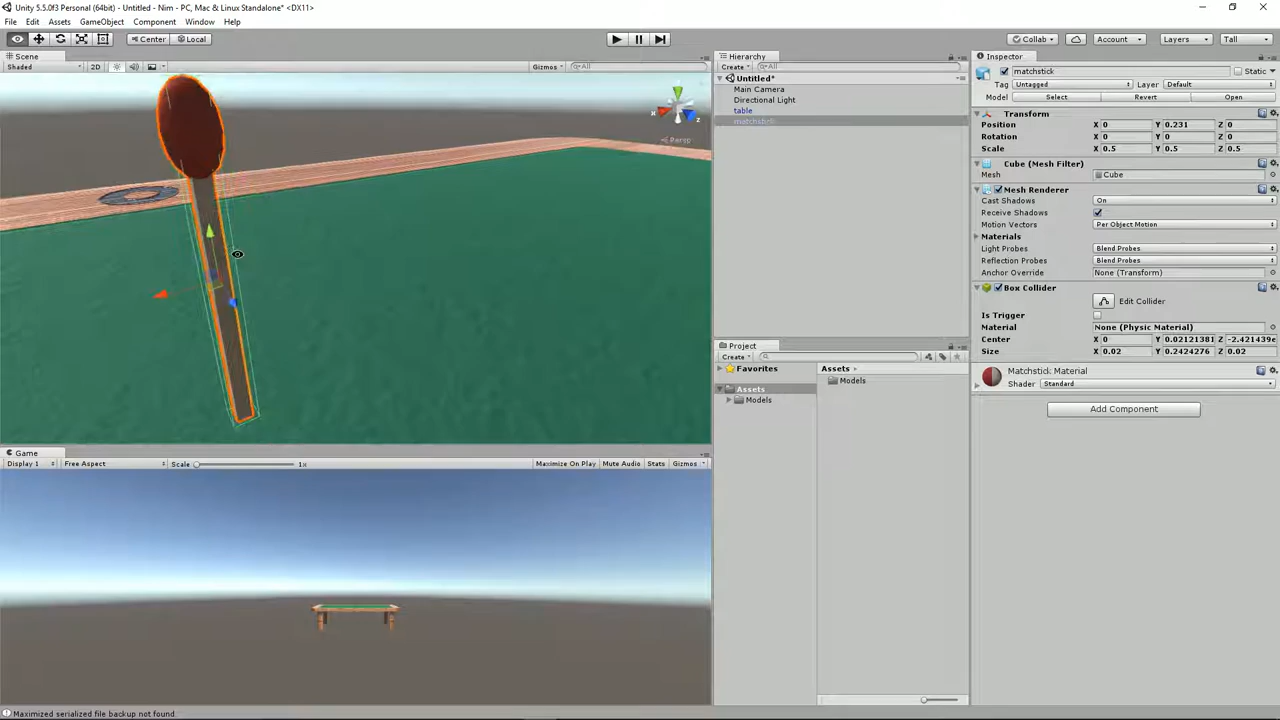 Unity 5.5.0f3 Personal (64bit) - Untitled - Nim - PC, Mac & Linux Standalone* <DX11>
File Edit Assets GameObject Component Window Help
Center Local Collab Account Layers Tall
Scene
Shaded 2D Gizmos All
Persp
x
z
Hierarchy
Create All
Untitled*
Main Camera
Directional Light
table
matchstick
Project
Create
Favorites
Assets
Models
Assets
Models
Inspector
matchstick Static
Tag Untagged Layer Default
Model Select Revert Open
Transform
Position X 0 Y 0.231 Z 0
Rotation X 0 Y 0 Z 0
Scale X 0.5 Y 0.5 Z 0.5
Cube (Mesh Filter)
Mesh Cube
Mesh Renderer
Cast Shadows On
Receive Shadows
Motion Vectors Per Object Motion
Materials
Light Probes Blend Probes
Reflection Probes Blend Probes
Anchor Override None (Transform)
Box Collider
Edit Collider
Is Trigger
Material None (Physic Material)
Center X 0 Y 0.02121381 Z -2.421439e
Size X 0.02 Y 0.2424276 Z 0.02
Matchstick Material
Shader Standard
Add Component
Game
Display 1 Free Aspect Scale 1x Maximize On Play Mute Audio Stats Gizmos
Maximized serialized file backup not found.